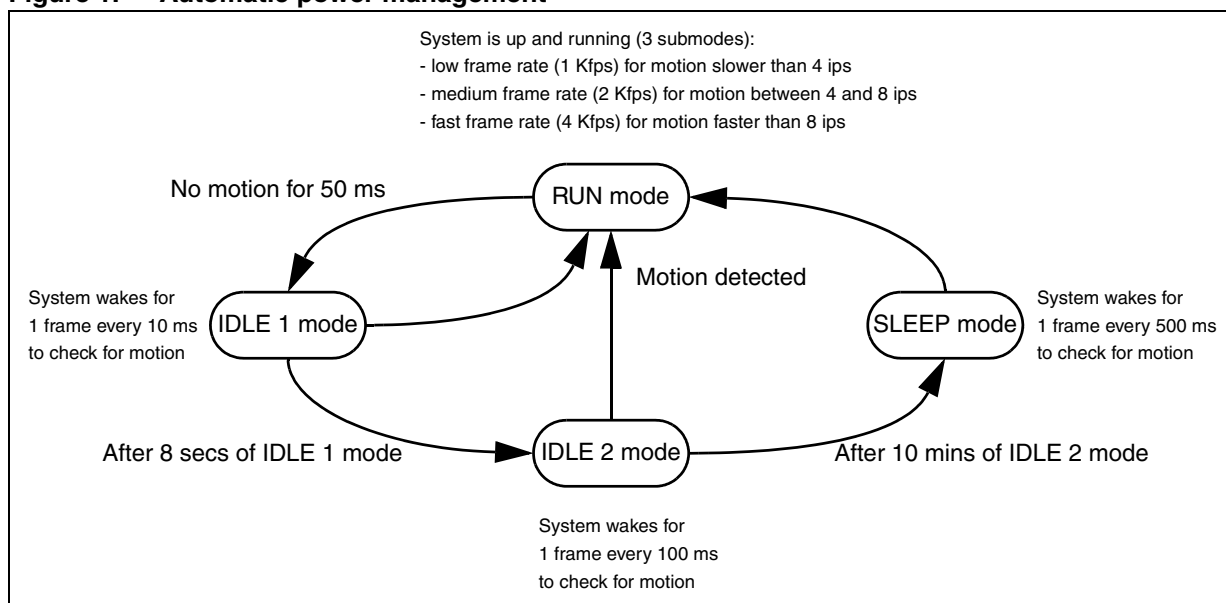 System is up and running (3 submodes):
- low frame rate (1 Kfps) for motion slower than 4 ips
- medium frame rate (2 Kfps) for motion between 4 and 8 ips
- fast frame rate (4 Kfps) for motion faster than 8 ips
No motion for 50 ms
RUN mode
Motion detected
System wakes for
1 frame every 10 ms
to check for motion
IDLE 1 mode
SLEEP mode
System wakes for
1 frame every 500 ms
to check for motion
After 8 secs of IDLE 1 mode
IDLE 2 mode
After 10 mins of IDLE 2 mode
System wakes for
1 frame every 100 ms
to check for motion